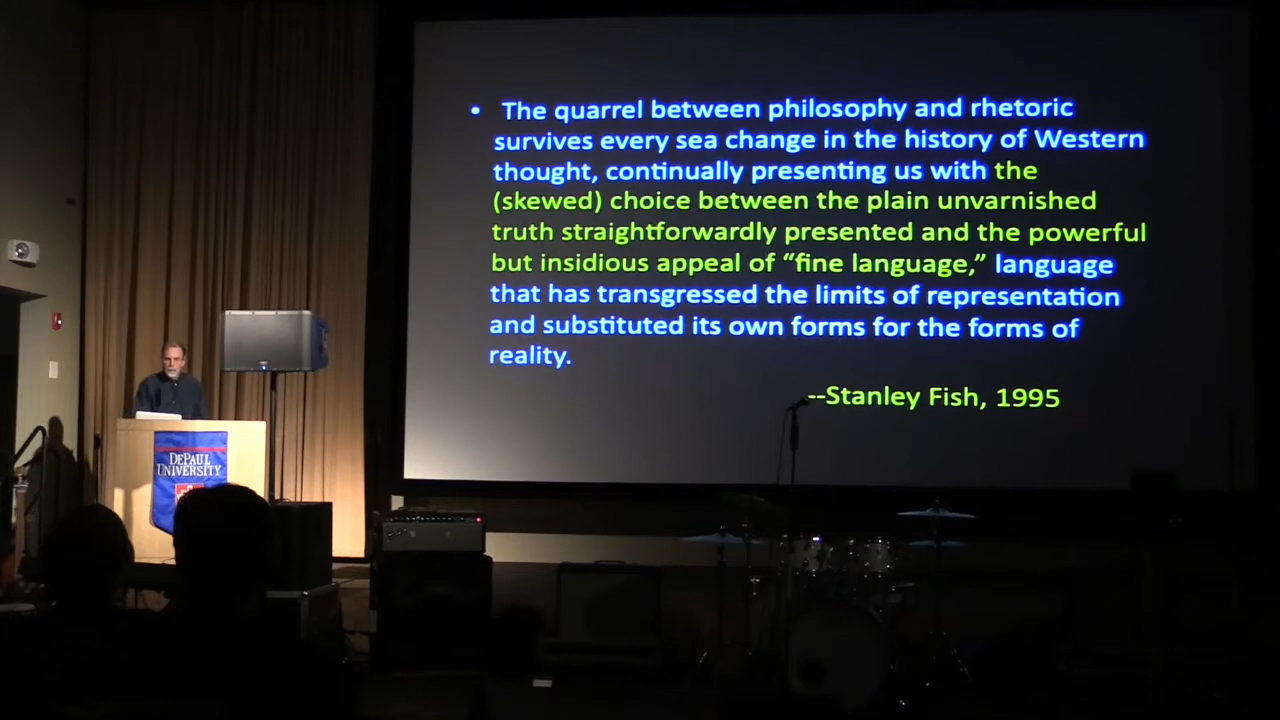 • The quarrel between philosophy and rhetoric
survives every sea change in the history of Western
thought, continually presenting us with the
(skewed) choice between the plain unvarnished
truth straightforwardly presented and the powerful
but insidious appeal of “fine language,” language
that has transgressed the limits of representation
and substituted its own forms for the forms of
reality.
--Stanley Fish, 1995
DEPAUL
UNIVERSITY